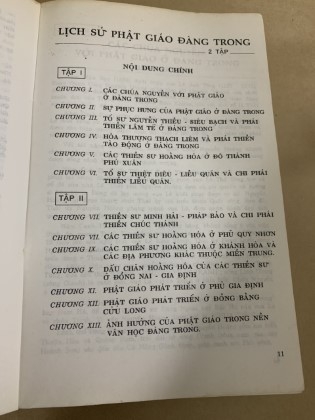 LỊCH SỬ PHẬT GIÁO ĐÀNG TRONG
2 TẬP
NỘI DUNG CHÍNH
TẬP I
CHƯƠNG I. CÁC CHÚA NGUYỄN VỚI PHẬT GIÁO
Ở ĐÀNG TRONG
CHƯƠNG II. SỰ PHỤC HƯNG CỦA PHẬT GIÁO Ở ĐÀNG TRONG
CHƯƠNG III. TỔ SƯ NGUYÊN THIỀU - SIÊU BẠCH VÀ PHÁI
THIỀN LÂM TẾ Ở ĐÀNG TRONG
CHƯƠNG IV. HÒA THƯỢNG THẠCH LIÊM VÀ PHÁI THIỀN
TÀO ĐỘNG Ở ĐÀNG TRONG
CHƯƠNG V. CÁC THIỀN SƯ HOẰNG HÓA Ở ĐÔ THÀNH
PHÚ XUÂN
CHƯƠNG VI. TỔ SƯ THIỆT DIỆU - LIỄU QUÁN VÀ CHI PHÁI
THIỀN LIỄU QUÁN.
TẬP II
CHƯƠNG VII. THIỀN SƯ MINH HẢI - PHÁP BẢO VÀ CHI PHÁI
THIỀN CHÚC THÁNH
CHƯƠNG VIII. CÁC THIỀN SƯ HOẰNG HÓA Ở PHỦ QUY NHƠN
CHƯƠNG IX. CÁC THIỀN SƯ HOẰNG HÓA Ở KHÁNH HÒA VÀ
CÁC ĐỊA PHƯƠNG KHÁC THUỘC MIỀN TRUNG.
CHƯƠNG X. DẤU CHÂN HOẰNG HÓA CỦA CÁC THIỀN SƯ
Ở ĐỒNG NAI - GIA ĐỊNH
CHƯƠNG XI. PHẬT GIÁO PHÁT TRIỂN Ở PHỦ GIA ĐỊNH
CHƯƠNG XII. PHẬT GIÁO PHÁT TRIỂN Ở ĐỒNG BẰNG
CỬU LONG
CHƯƠNG XIII. ẢNH HƯỞNG CỦA PHẬT GIÁO TRONG NỀN
VĂN HỌC ĐÀNG TRONG.
11